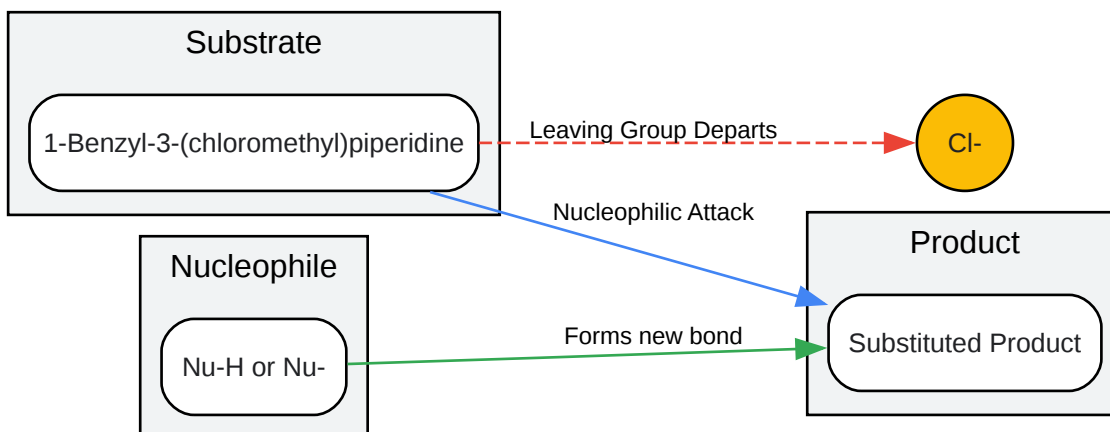 Substrate
1-Benzyl-3-(chloromethyl)piperidine
Leaving Group Departs
Cl-
Nucleophilic Attack
Nucleophile
Nu-H or Nu-
Forms new bond
Product
Substituted Product